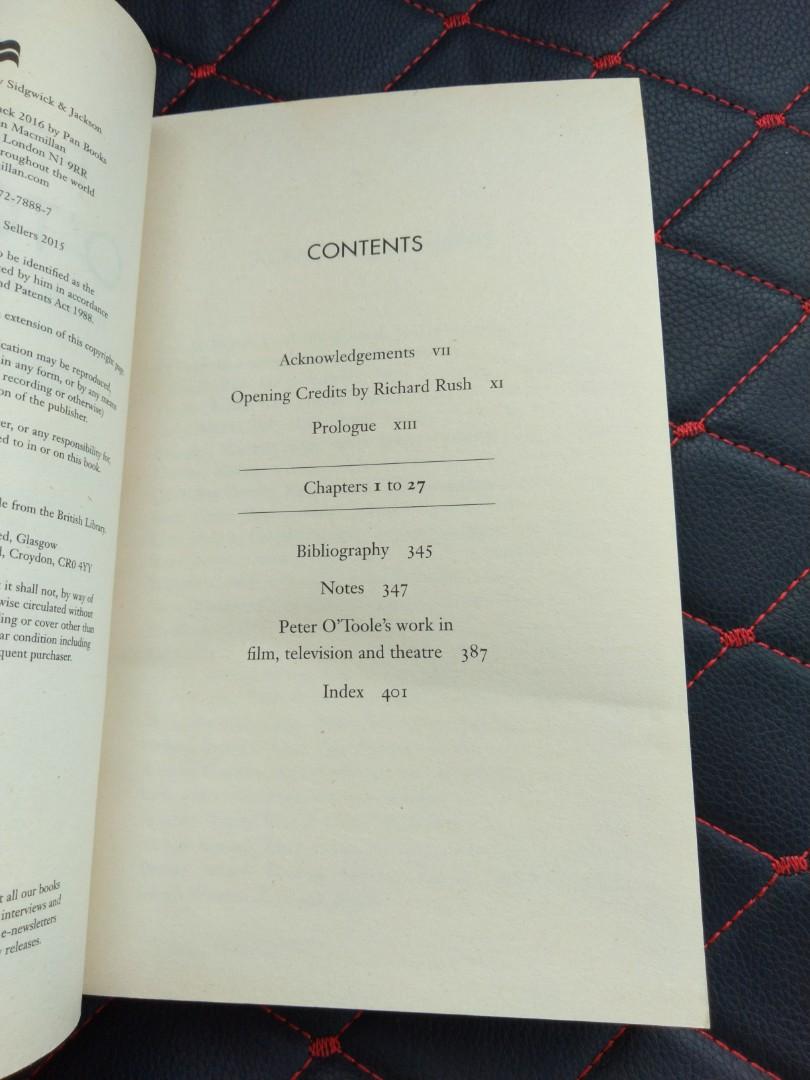 y Sidgwick & Jackson
ack 2016 by Pan Books
n Macmillan
London N1 9RR
roughout the world
illan.com
72-7888-7
Sellers 2015
o be identified as the
ed by him in accordance
nd Patents Act 1988.
extension of this copyright page.
cation may be reproduced,
in any form, or by any means
recording or otherwise)
on of the publisher.
er, or any responsibility for,
ed to in or on this book.
le from the British Library.
ed, Glasgow
, Croydon, CR0 4YY
it shall not, by way of
wise circulated without
ling or cover other than
ar condition including
quent purchaser.
t all our books
interviews and
e-newsletters
releases.
CONTENTS
Acknowledgements VII
Opening Credits by Richard Rush XI
Prologue XIII
Chapters 1 to 27
Bibliography 345
Notes 347
Peter O'Toole's work in
film, television and theatre 387
Index 401